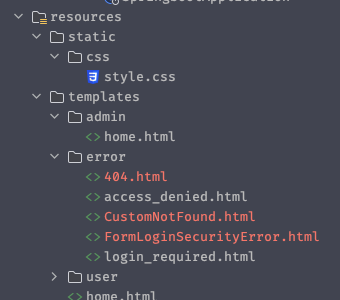 SpringBootApplication
resources
static
css
style.css
templates
admin
home.html
error
404.html
access_denied.html
CustomNotFound.html
FormLoginSecurityError.html
login_required.html
user
home.html